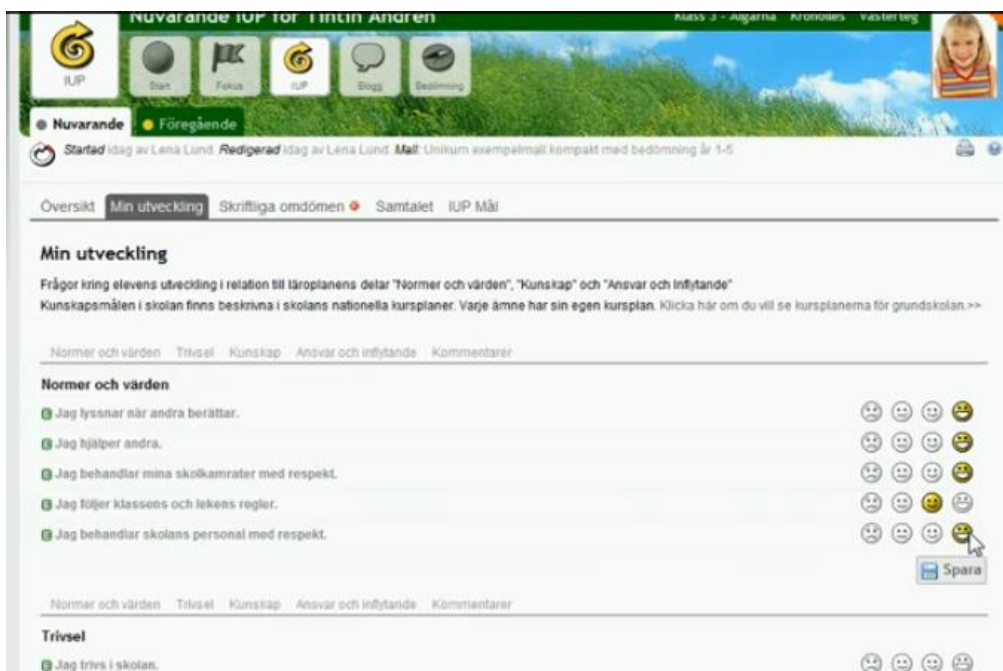 Nuvarande IUP för Tintin Andrén
Klass 3 - Älgarna Kronodes Västerteg
IUP
Start
Fokus
IUP
Blogg
Bedömning
Nuvarande
Föregående
Startad idag av Lena Lund. Redigerad idag av Lena Lund. Mall: Unikum exempelmall kompakt med bedömning år 1-5
Översikt Min utveckling Skriftliga omdömen Samtalet IUP Mål
Min utveckling
Frågor kring elevens utveckling i relation till läroplanens delar "Normer och värden", "Kunskap" och "Ansvar och Inflytande"
Kunskapsmålen i skolan finns beskrivna i skolans nationella kursplaner. Varje ämne har sin egen kursplan. Klicka här om du vill se kursplanerna för grundskolan.>>
Normer och värden Trivsel Kunskap Ansvar och inflytande Kommentarer
Normer och värden
E Jag lyssnar när andra berättar.
E Jag hjälper andra.
E Jag behandlar mina skolkamrater med respekt.
E Jag följer klassens och lekens regler.
E Jag behandlar skolans personal med respekt.
Spara
Normer och värden Trivsel Kunskap Ansvar och inflytande Kommentarer
Trivsel
E Jag trivs i skolan.